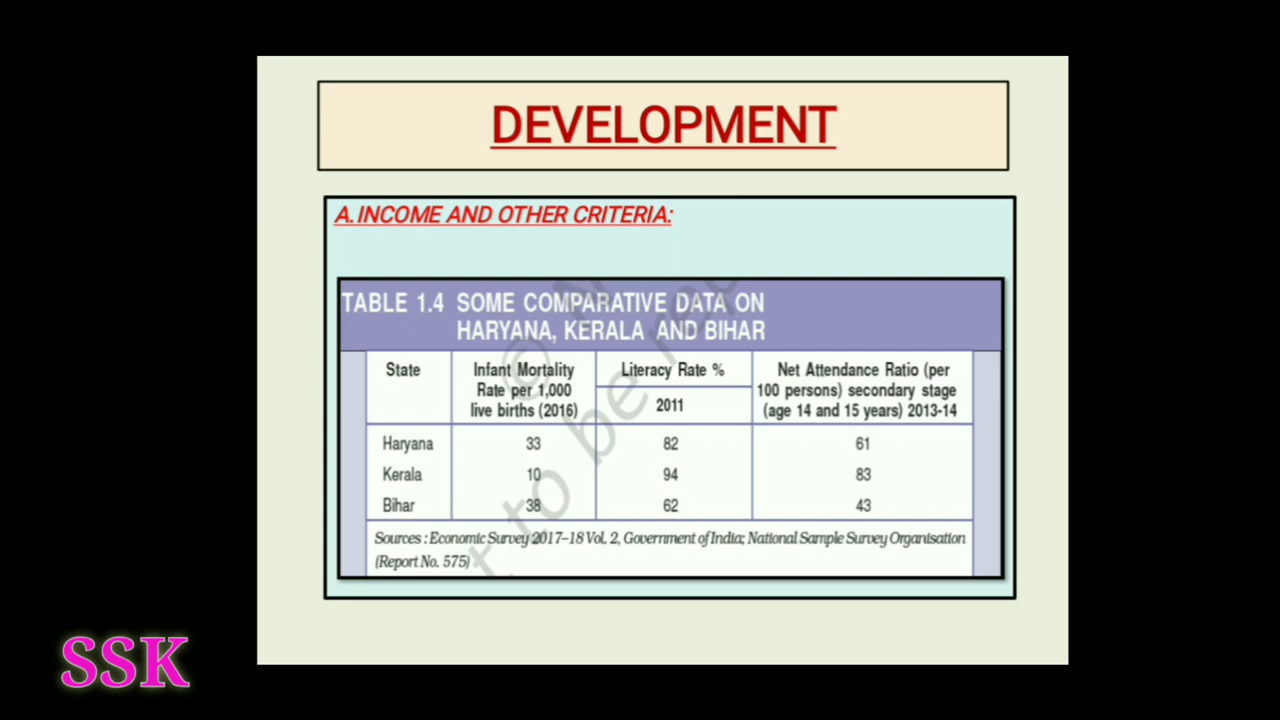 DEVELOPMENT
A. INCOME AND OTHER CRITERIA:
TABLE 1.4 SOME COMPARATIVE DATA ON
HARYANA, KERALA AND BIHAR
State
Infant Mortality
Rate per 1,000
live births (2016)
Literacy Rate %
2011
Net Attendance Ratio (per
100 persons) secondary stage
(age 14 and 15 years) 2013-14
Haryana 33 82 61
Kerala 10 94 83
Bihar 38 62 43
Sources : Economic Survey 2017–18 Vol. 2, Government of India; National Sample Survey Organisation
(Report No. 575)
© N
t to be rep
SSK